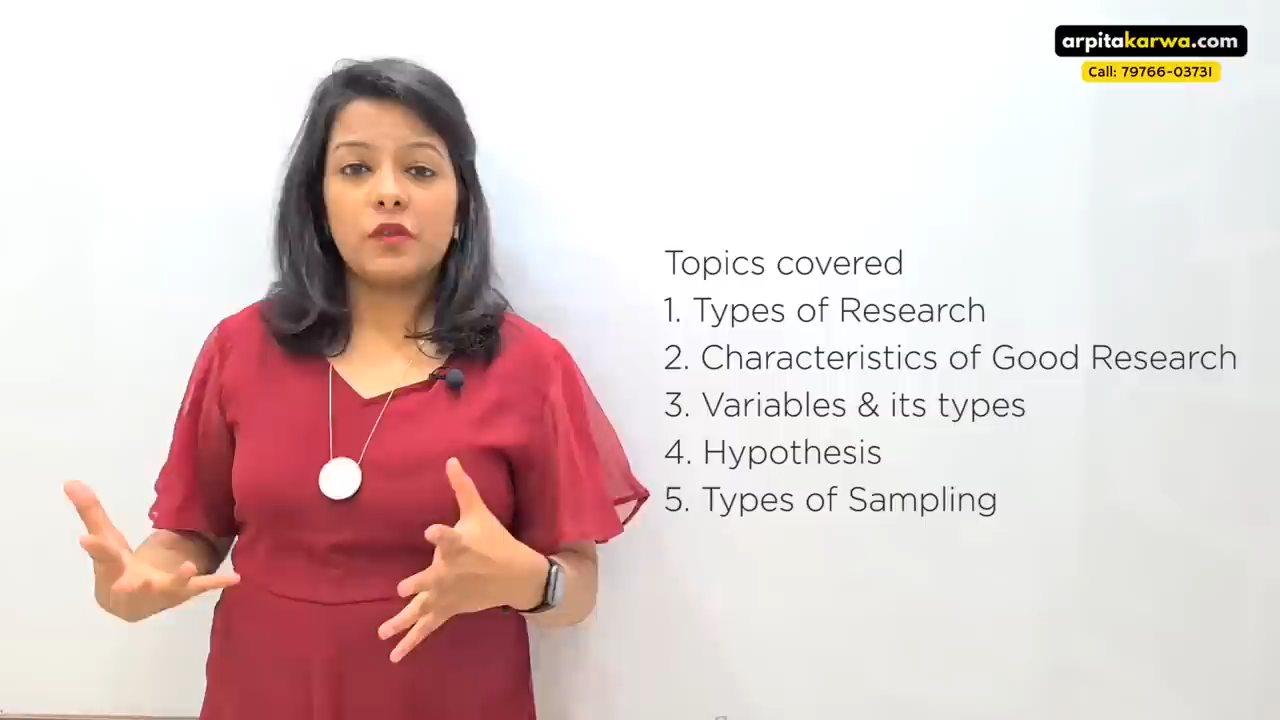 arpitakarwa.com
Call: 79766-03731
Topics covered
1. Types of Research
2. Characteristics of Good Research
3. Variables & its types
4. Hypothesis
5. Types of Sampling